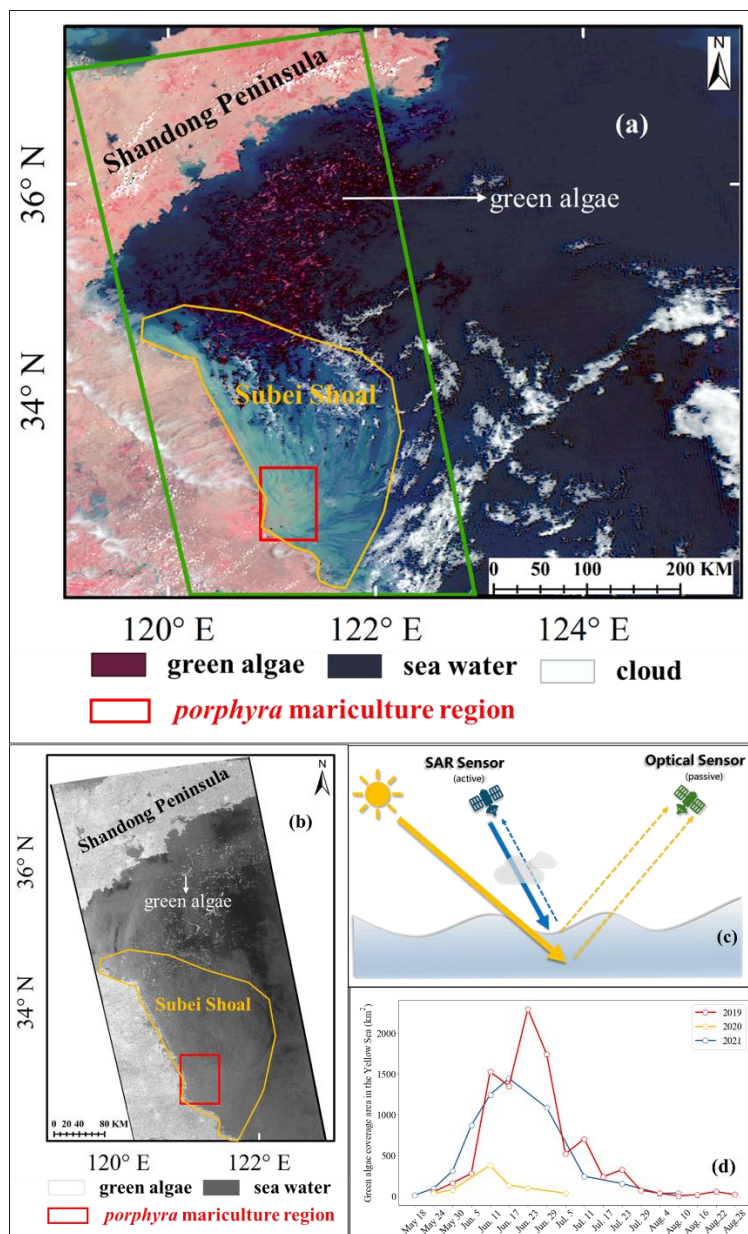 N
Shandong Peninsula
(a)
36° N
green algae
34° N
Subei Shoal
0 50 100 200 KM
120° E 122° E 124° E
green algae sea water cloud
porphyra mariculture region
N
Shandong Peninsula
(b)
36° N
green algae
34° N
Subei Shoal
0 20 40 80 KM
120° E 122° E
green algae sea water
porphyra mariculture region
SAR Sensor
(active)
Optical Sensor
(passive)
(c)
Green algae coverage area in the Yellow Sea (km²)
2000
1500
1000
500
0
2019
2020
2021
(d)
May 18 May 24 May 30 Jun. 5 Jun. 11 Jun. 17 Jun. 23 Jun. 29 Jul. 5 Jul. 11 Jul. 17 Jul. 23 Jul. 29 Aug. 4 Aug. 10 Aug. 16 Aug. 22 Aug. 28